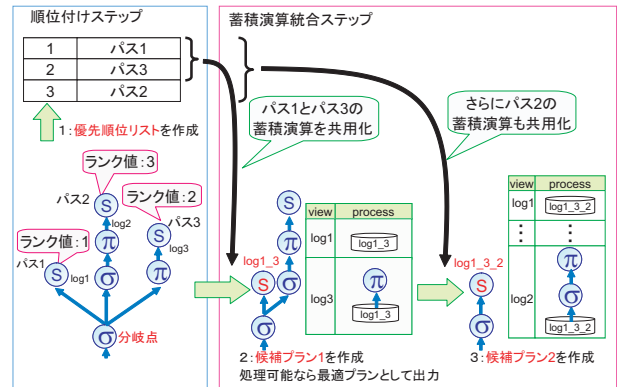 順位付けステップ
1 パス1
2 パス3
3 パス2
1:優先順位リストを作成
ランク値:3
パス2
S
ランク値:2
log2
パス3
π
S
ランク値:1
log3
パス1
S
log1
σ
π
σ
分岐点
蓄積演算統合ステップ
パス1とパス3の
蓄積演算を共用化
さらにパス2の
蓄積演算も共用化
S
π
log1_3
S
σ
σ
view process
log1 log1_3
log3 π
log1_3
2:候補プラン1を作成
処理可能なら最適プランとして出力
log1_3_2
S
σ
view process
log1 log1_3_2
⋮ ⋮
log2 π
σ
log1_3_2
3:候補プラン2を作成